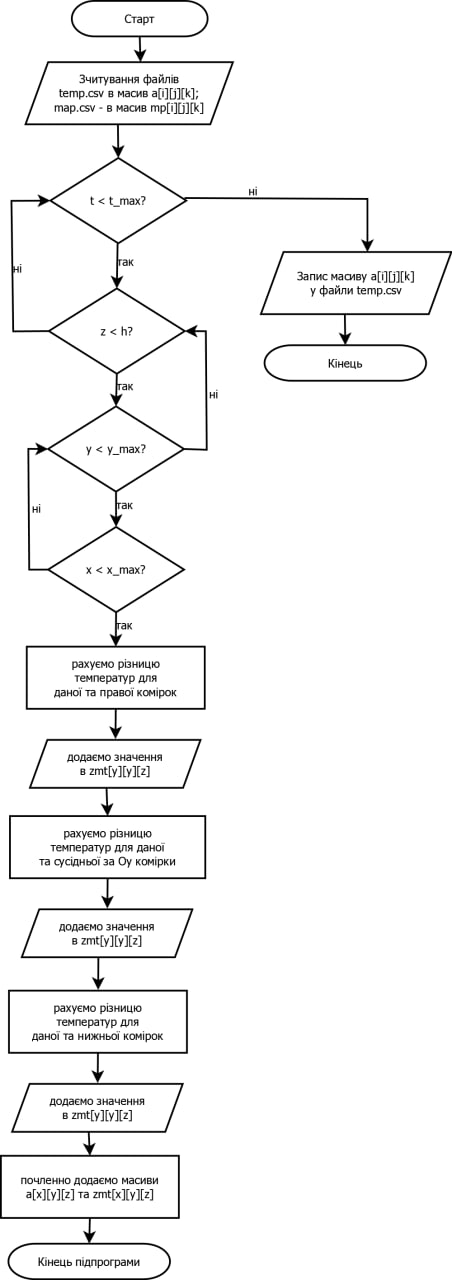 Старт
Зчитування файлів
temp.csv в масив a[i][j][k];
map.csv - в масив mp[i][j][k]
t < t_max?
ні
так
ні
Запис масиву a[i][j][k]
у файли temp.csv
z < h?
Кінець
так
ні
y < y_max?
так
ні
x < x_max?
так
рахуємо різницю
температур для
даної та правої комірок
додаємо значення
в zmt[y][y][z]
рахуємо різницю
температур для даної
та сусідньої за Oy комірки
додаємо значення
в zmt[y][y][z]
рахуємо різницю
температур для
даної та нижньої комірок
додаємо значення
в zmt[y][y][z]
почленно додаємо масиви
a[x][y][z] та zmt[x][y][z]
Кінець підпрограми